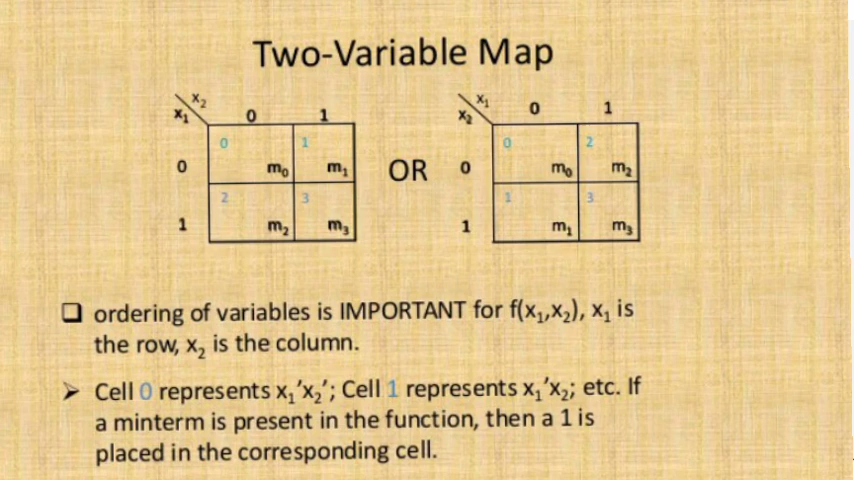 Two-Variable Map
x₂ x₁
x₁ 0 1 x₂ 0 1
0 1 0 2
0 m₀ m₁ OR 0 m₀ m₂
2 3 1 3
1 m₂ m₃ 1 m₁ m₃
❑ ordering of variables is IMPORTANT for f(x₁,x₂), x₁ is
the row, x₂ is the column.
➢ Cell 0 represents x₁'x₂'; Cell 1 represents x₁'x₂; etc. If
a minterm is present in the function, then a 1 is
placed in the corresponding cell.